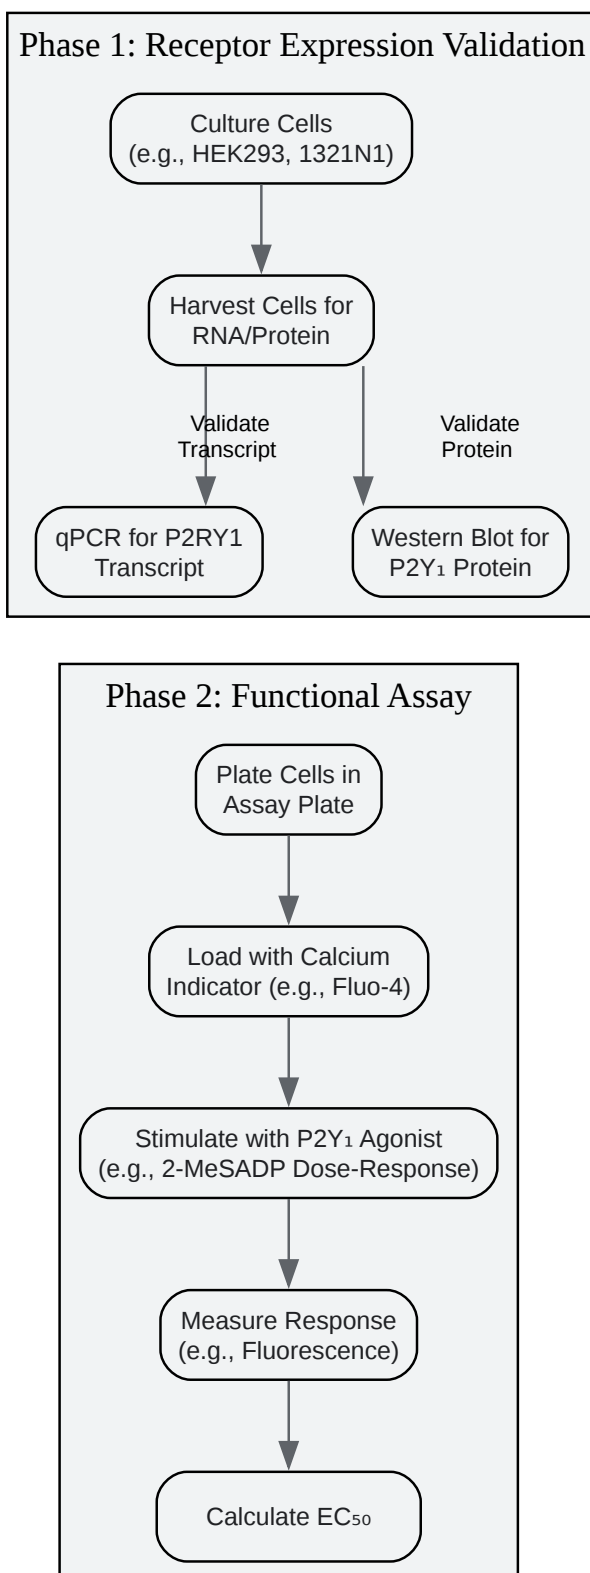 Phase 1: Receptor Expression Validation
Culture Cells
(e.g., HEK293, 1321N1)
Harvest Cells for
RNA/Protein
Validate
Transcript
Validate
Protein
qPCR for P2RY1
Transcript
Western Blot for
P2Y₁ Protein
Phase 2: Functional Assay
Plate Cells in
Assay Plate
Load with Calcium
Indicator (e.g., Fluo-4)
Stimulate with P2Y₁ Agonist
(e.g., 2-MeSADP Dose-Response)
Measure Response
(e.g., Fluorescence)
Calculate EC₅₀